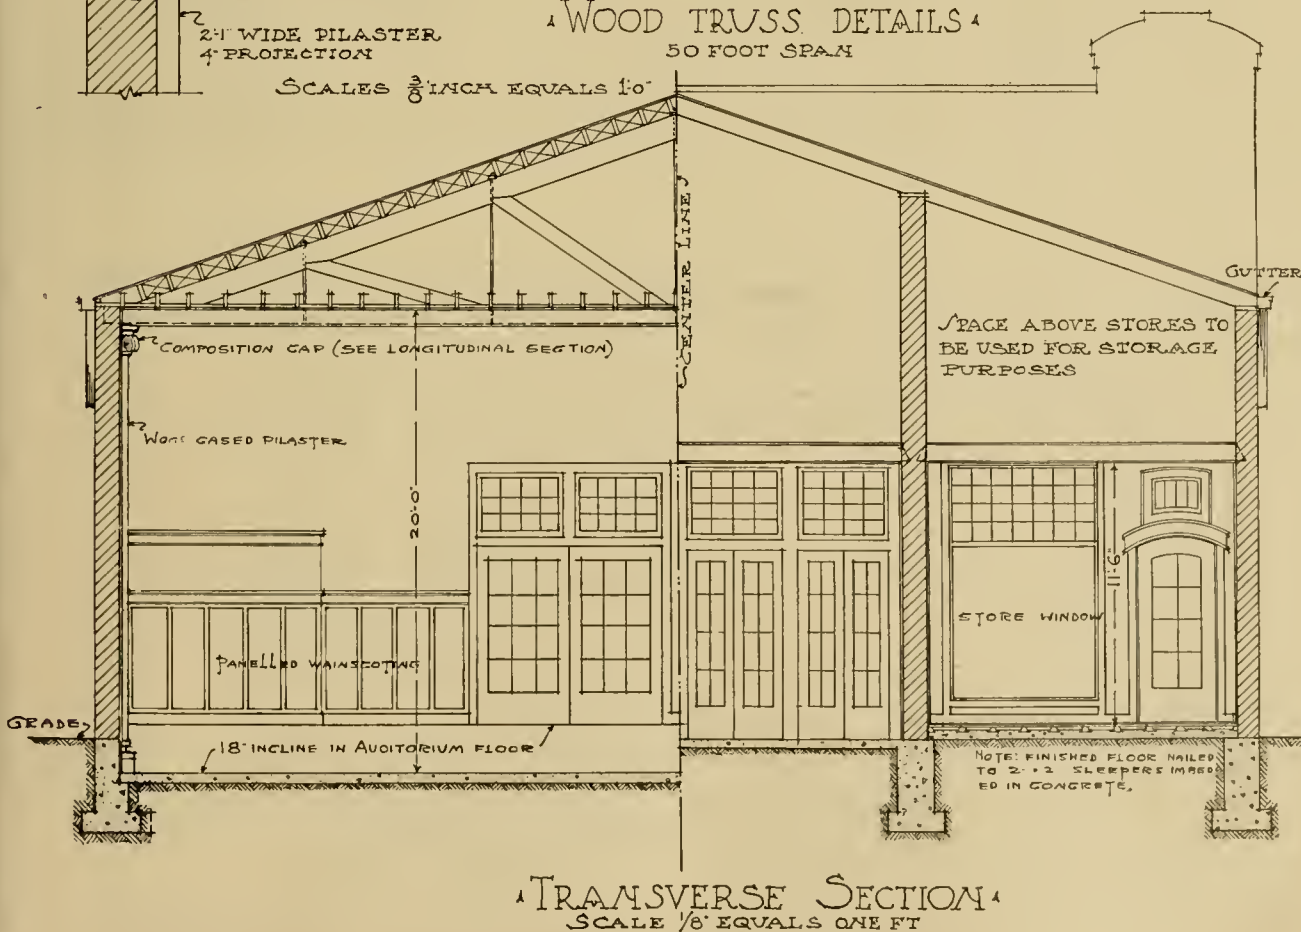 2'-1" WIDE PILASTER
4" PROJECTION
WOOD TRUSS DETAILS
50 FOOT SPAN
SCALES 3/8 INCH EQUALS 1'-0"
CENTER LINE
GUTTER
COMPOSITION CAP (SEE LONGITUDINAL SECTION)
SPACE ABOVE STORES TO
BE USED FOR STORAGE
PURPOSES
WOOD CASED PILASTER
20'-0"
11'-6"
STORE WINDOW
PANELLED WAINSCOTING
GRADE
18" INCLINE IN AUDITORIUM FLOOR
NOTE: FINISHED FLOOR NAILED
TO 2"x2" SLEEPERS IMBED
ED IN CONCRETE.
TRANSVERSE SECTION
SCALE 1/8" EQUALS ONE FT